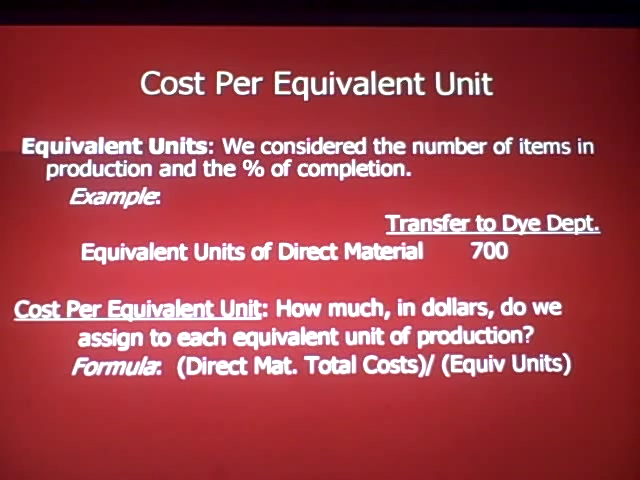 Cost Per Equivalent Unit
Equivalent Units: We considered the number of items in
production and the % of completion.
Example:
Transfer to Dye Dept.
Equivalent Units of Direct Material 700
Cost Per Equivalent Unit: How much, in dollars, do we
assign to each equivalent unit of production?
Formula: (Direct Mat. Total Costs)/ (Equiv Units)